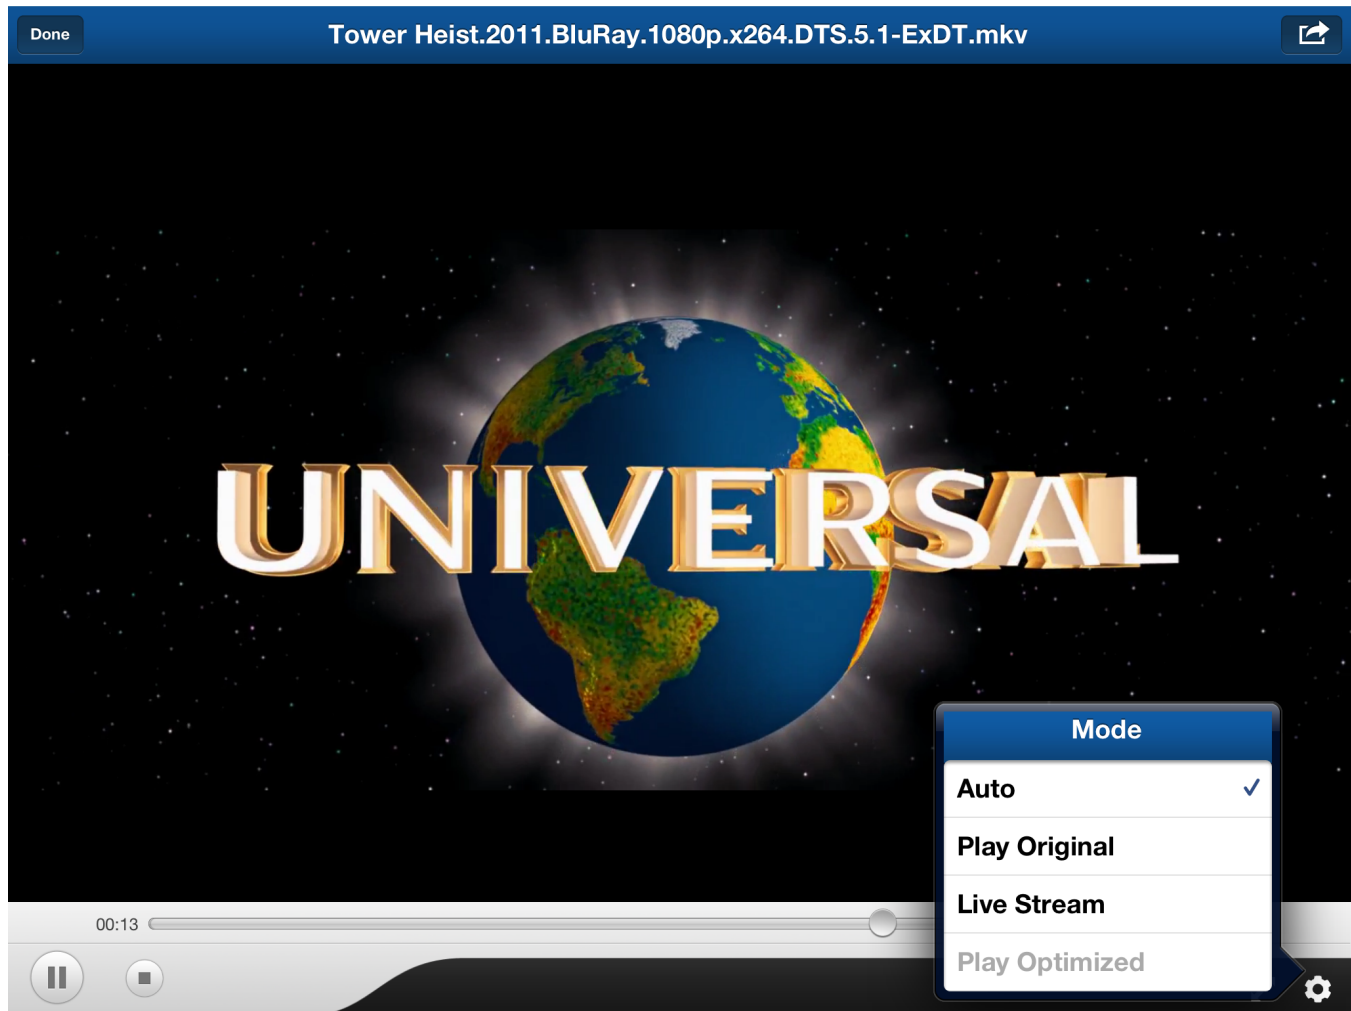 Done
Tower Heist.2011.BluRay.1080p.x264.DTS.5.1-ExDT.mkv
UNIVERSAL
Mode
Auto
Play Original
Live Stream
Play Optimized
00:13